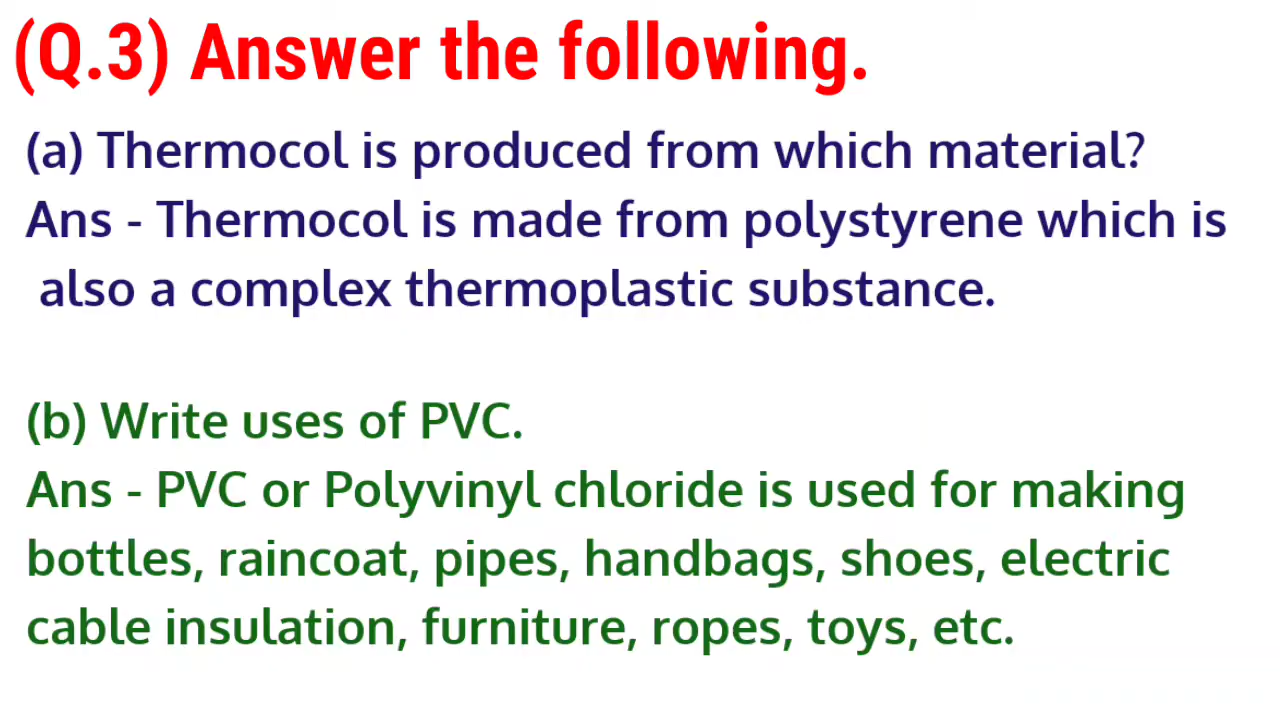 (Q.3) Answer the following.
(a) Thermocol is produced from which material?
Ans - Thermocol is made from polystyrene which is
also a complex thermoplastic substance.
(b) Write uses of PVC.
Ans - PVC or Polyvinyl chloride is used for making
bottles, raincoat, pipes, handbags, shoes, electric
cable insulation, furniture, ropes, toys, etc.